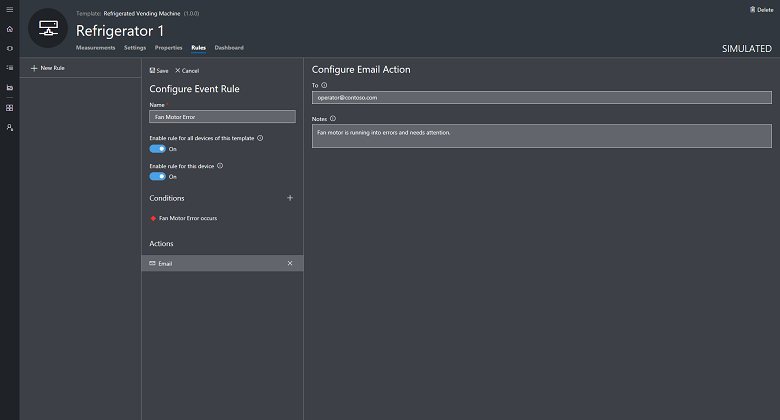 Template: Refrigerated Vending Machine (1.0.0)
Delete
Refrigerator 1
Measurements Settings Properties Rules Dashboard
SIMULATED
New Rule
Save Cancel
Configure Event Rule
Name
Fan Motor Error
Enable rule for all devices of this template
On
Enable rule for this device
On
Conditions
Fan Motor Error occurs
Actions
Email
Configure Email Action
To
operator@contoso.com
Notes
Fan motor is running into errors and needs attention.